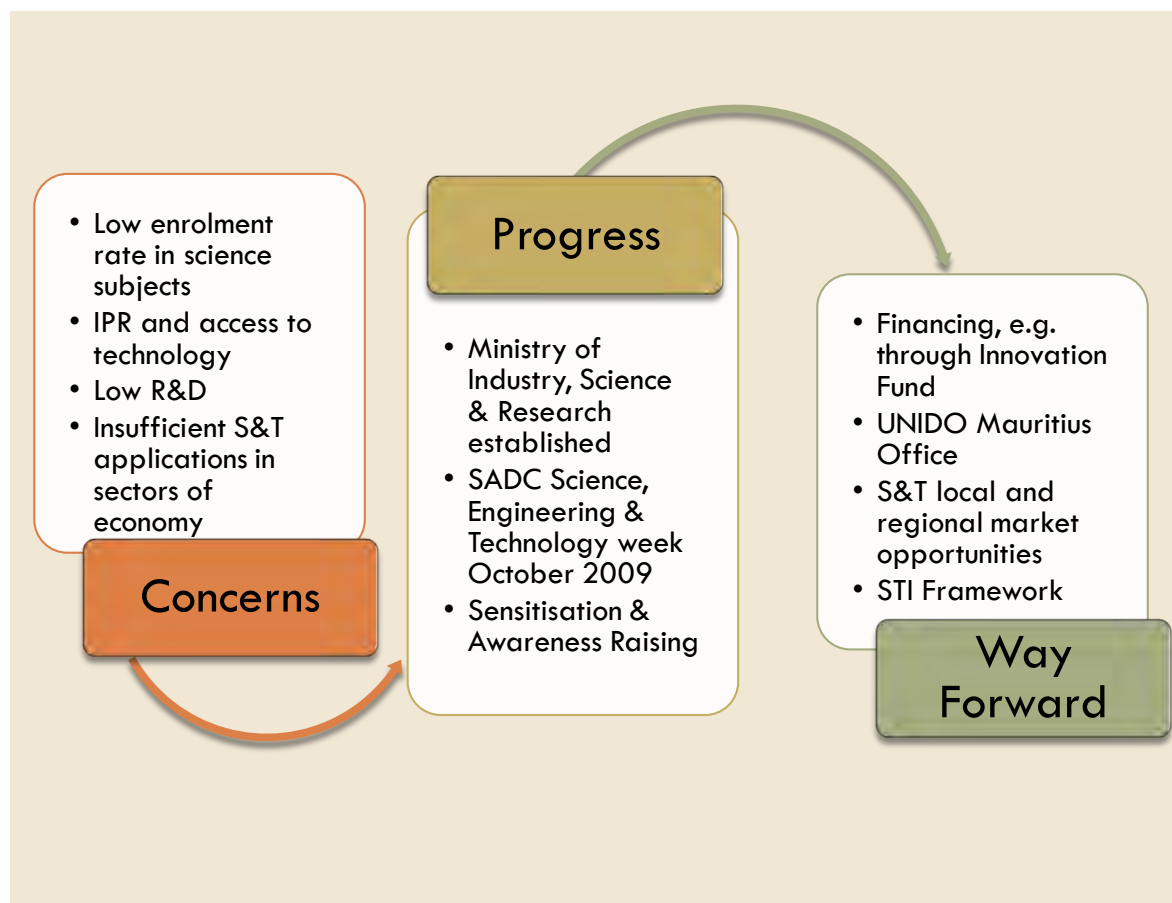 • Low enrolment
rate in science
subjects
• IPR and access to
technology
• Low R&D
• Insufficient S&T
applications in
sectors of
economy
Concerns
Progress
• Ministry of
Industry, Science
& Research
established
• SADC Science,
Engineering &
Technology week
October 2009
• Sensitisation &
Awareness Raising
• Financing, e.g.
through Innovation
Fund
• UNIDO Mauritius
Office
• S&T local and
regional market
opportunities
• STI Framework
Way
Forward